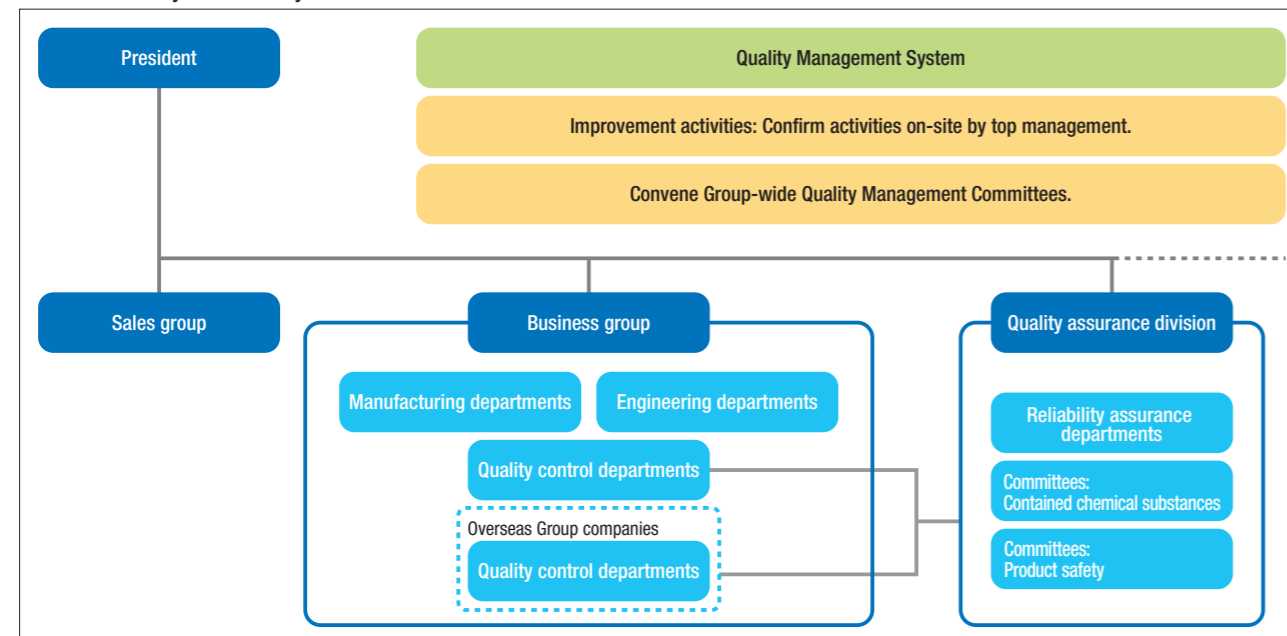 President
Quality Management System
Improvement activities: Confirm activities on-site by top management.
Convene Group-wide Quality Management Committees.
Sales group
Business group
Quality assurance division
Manufacturing departments
Engineering departments
Quality control departments
Overseas Group companies
Quality control departments
Reliability assurance
departments
Committees:
Contained chemical substances
Committees:
Product safety